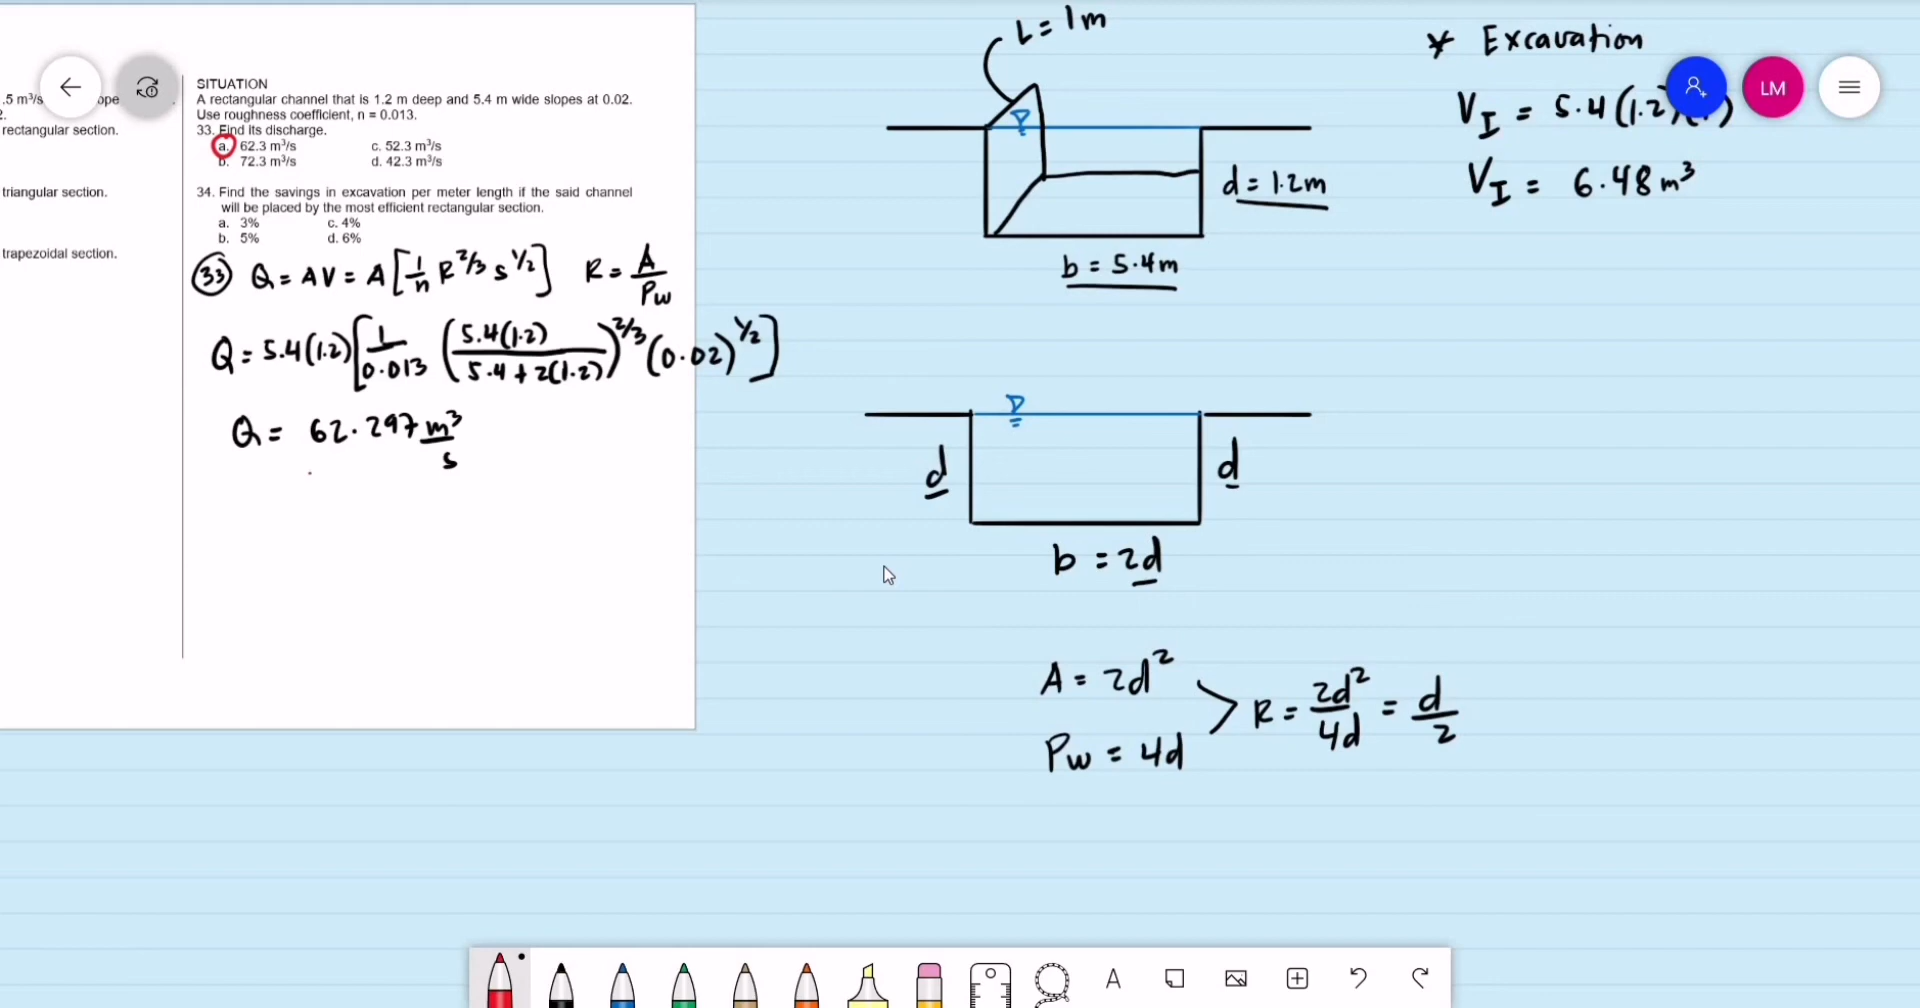 .5 m³/s
ope
2.
rectangular section.
triangular section.
trapezoidal section.
SITUATION
A rectangular channel that is 1.2 m deep and 5.4 m wide slopes at 0.02.
Use roughness coefficient, n = 0.013.
33. Find its discharge.
a. 62.3 m³/s c. 52.3 m³/s
b. 72.3 m³/s d. 42.3 m³/s
34. Find the savings in excavation per meter length if the said channel
will be placed by the most efficient rectangular section.
a. 3% c. 4%
b. 5% d. 6%
33 Q = AV = A [1/n R^2/3 S^1/2] R = A/Pw
Q = 5.4(1.2) [1/0.013 (5.4(1.2)/5.4+2(1.2))^2/3 (0.02)^1/2]
Q = 62.297 m³/s
L = 1m
d = 1.2m
b = 5.4m
d
d
b = 2d
A = 2d²
Pw = 4d
R = 2d²/4d = d/2
* Excavation
V_I = 5.4(1.2)
V_I = 6.48 m³
LM
A